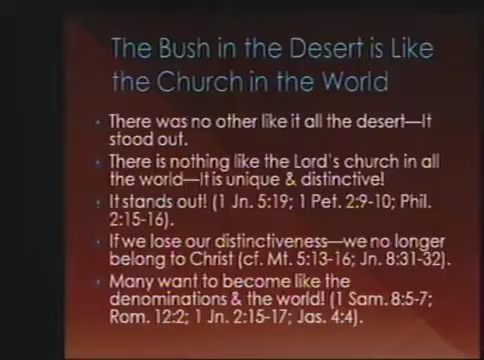 The Bush in the Desert is Like
the Church in the World
• There was no other like it all the desert—It
stood out.
• There is nothing like the Lord's church in all
the world—It is unique & distinctive!
• It stands out! (1 Jn. 5:19; 1 Pet. 2:9-10; Phil.
2:15-16).
• If we lose our distinctiveness—we no longer
belong to Christ (cf. Mt. 5:13-16; Jn. 8:31-32).
• Many want to become like the
denominations & the world! (1 Sam. 8:5-7;
Rom. 12:2; 1 Jn. 2:15-17; Jas. 4:4).